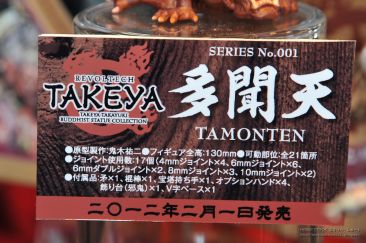 SERIES No.001
REVOLTECH
TAKEYA
TAKEYA-TAKAYUKI
BUDDHIST STATUE COLLECTION
多聞天
TAMONTEN
●原型製作:鬼木祐二●フィギュア全高:130mm●可動部位:全21箇所
●ジョイント使用数:17個(4mmジョイント×4、6mmジョイント×6、
6mmダブルジョイント×2、8mmジョイント×3、10mmジョイント×2)
●付属品:矛×1、棍棒×1、宝塔持ち手×1、オプションハンド×4、
飾り台(邪鬼)×1、V字ベース×1
二〇一二年二月一日発売